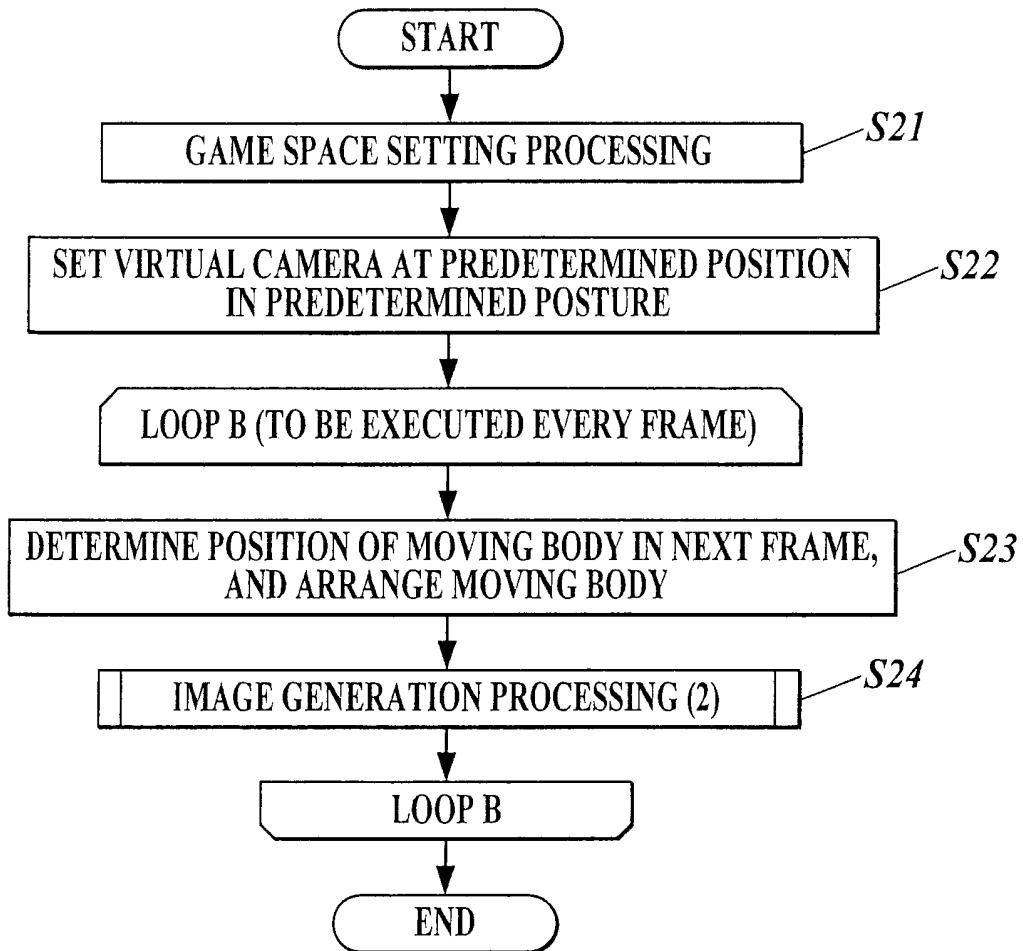 START
GAME SPACE SETTING PROCESSING
S21
SET VIRTUAL CAMERA AT PREDETERMINED POSITION
IN PREDETERMINED POSTURE
S22
LOOP B (TO BE EXECUTED EVERY FRAME)
DETERMINE POSITION OF MOVING BODY IN NEXT FRAME,
AND ARRANGE MOVING BODY
S23
IMAGE GENERATION PROCESSING (2)
S24
LOOP B
END